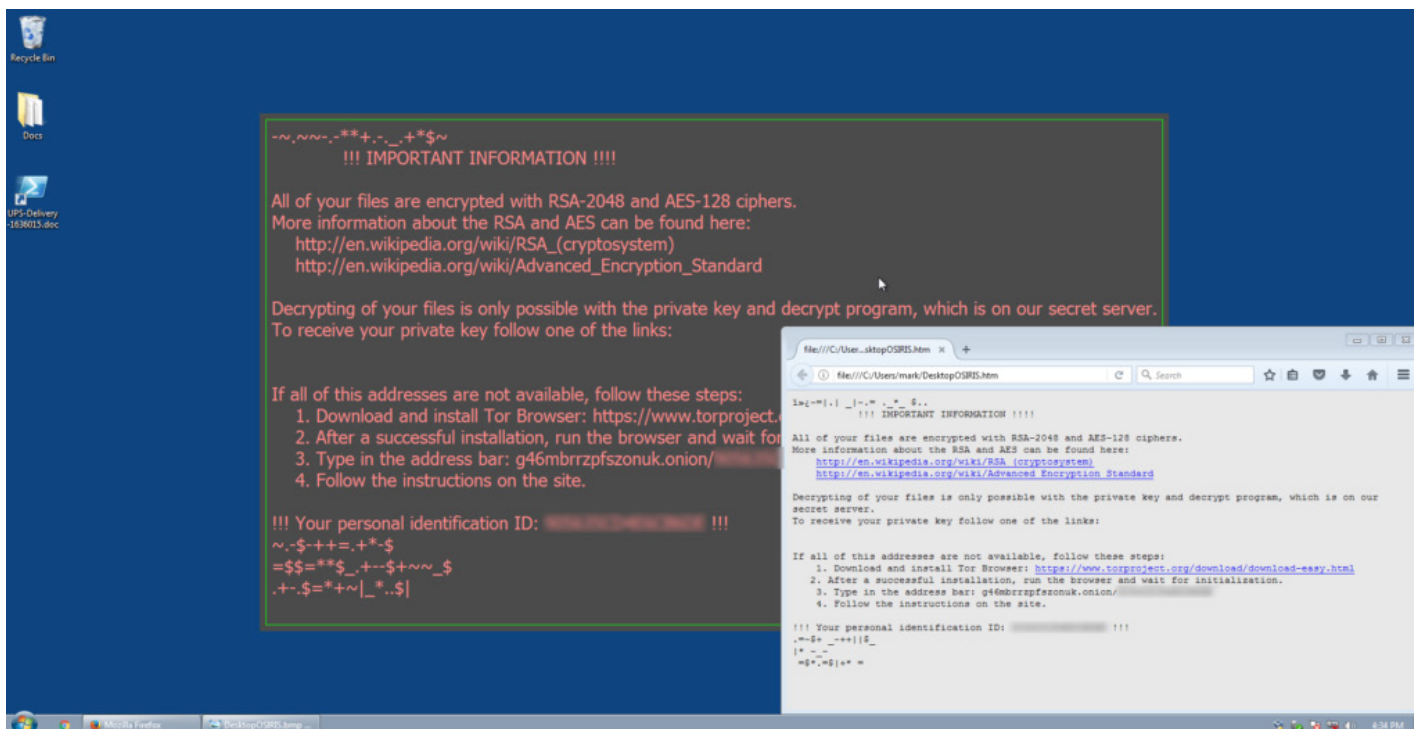 Recycle Bin
Docs
UPS-Delivery
-1636015.doc
-~.~~-.-**+.-._.+*$~
!!! IMPORTANT INFORMATION !!!!
All of your files are encrypted with RSA-2048 and AES-128 ciphers.
More information about the RSA and AES can be found here:
http://en.wikipedia.org/wiki/RSA_(cryptosystem)
http://en.wikipedia.org/wiki/Advanced_Encryption_Standard
Decrypting of your files is only possible with the private key and decrypt program, which is on our secret server.
To receive your private key follow one of the links:
If all of this addresses are not available, follow these steps:
1. Download and install Tor Browser: https://www.torproject.
2. After a successful installation, run the browser and wait for
3. Type in the address bar: g46mbrrzpfszonuk.onion/
4. Follow the instructions on the site.
!!! Your personal identification ID: !!!
~.-$-++=.+*-$
=$$=**$_.+--$+~~_$
.+-.$=*+~|_*..$|
file:///C:/User...sktopOSIRIS.htm
file:///C:/Users/mark/DesktopOSIRIS.htm
Search
ï»¿-=|.| _|-.= ._*_ $..
!!! IMPORTANT INFORMATION !!!!
All of your files are encrypted with RSA-2048 and AES-128 ciphers.
More information about the RSA and AES can be found here:
http://en.wikipedia.org/wiki/RSA_(cryptosystem)
http://en.wikipedia.org/wiki/Advanced_Encryption_Standard
Decrypting of your files is only possible with the private key and decrypt program, which is on our
secret server.
To receive your private key follow one of the links:
If all of this addresses are not available, follow these steps:
1. Download and install Tor Browser: https://www.torproject.org/download/download-easy.html
2. After a successful installation, run the browser and wait for initialization.
3. Type in the address bar: g46mbrrzpfszonuk.onion/
4. Follow the instructions on the site.
!!! Your personal identification ID: !!!
.=-$+ _-++||$_
|* -_-
=$*.=$|+* =
Mozilla Firefox
DesktopOSIRIS.bmp ...
4:34 PM